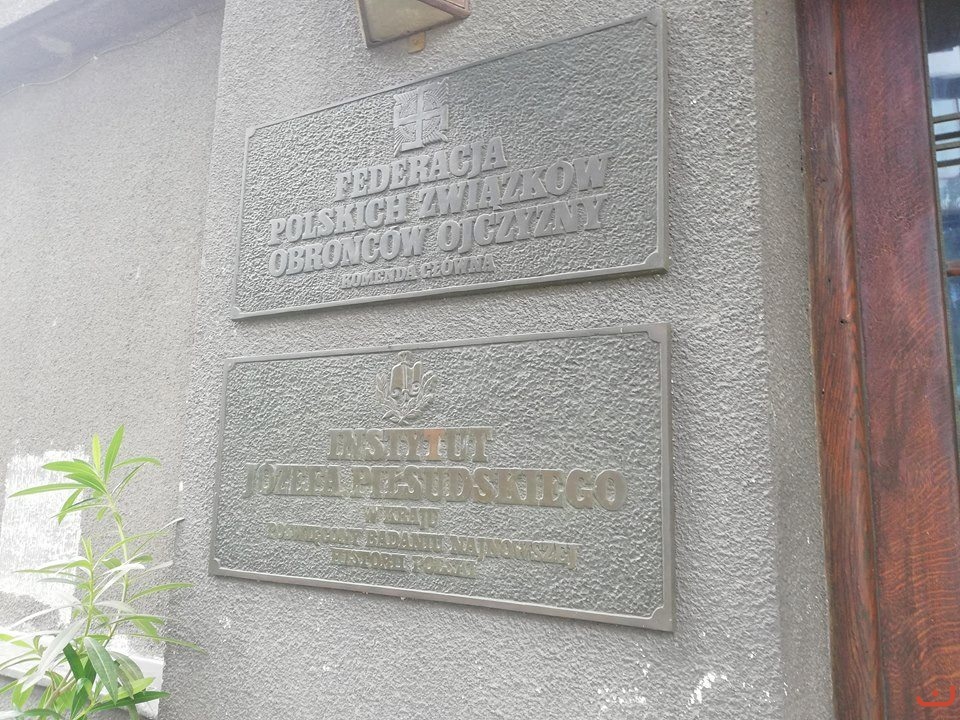 FEDERACJA
POLSKICH ZWIĄZKÓW
OBROŃCÓW OJCZYZNY
KOMENDA GŁÓWNA
INSTYTUT
JÓZEFA PIŁSUDSKIEGO
W KRAJU
POŚWIĘCONY BADANIU NAJNOWSZEJ
HISTORII POLSKI